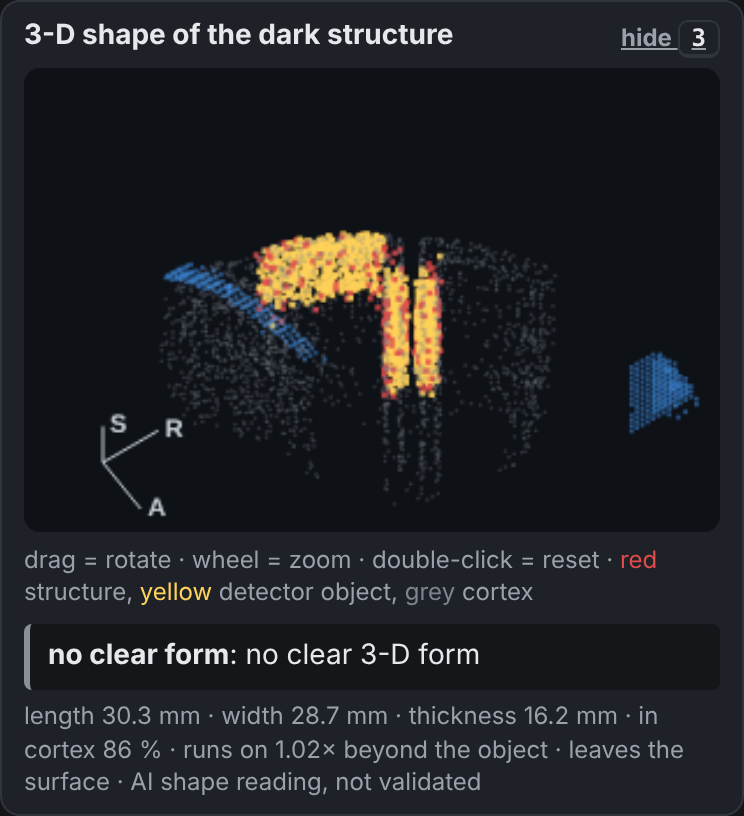 3-D shape of the dark structure
hide 3
S
R
A
drag = rotate · wheel = zoom · double-click = reset · red
structure, yellow detector object, grey cortex
no clear form: no clear 3-D form
length 30.3 mm · width 28.7 mm · thickness 16.2 mm · in
cortex 86 % · runs on 1.02× beyond the object · leaves the
surface · AI shape reading, not validated